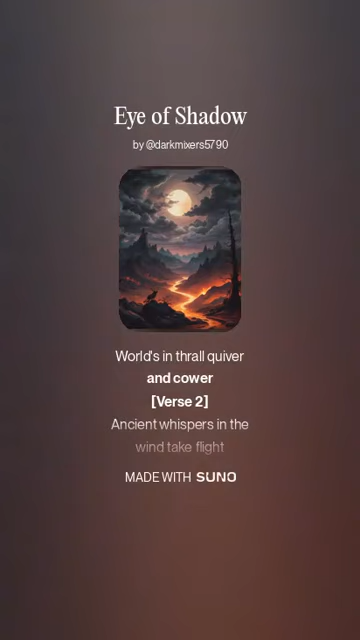 Eye of Shadow
by @darkmixers5790
World's in thrall quiver
and cower
[Verse 2]
Ancient whispers in the
wind take flight
MADE WITH SUNO